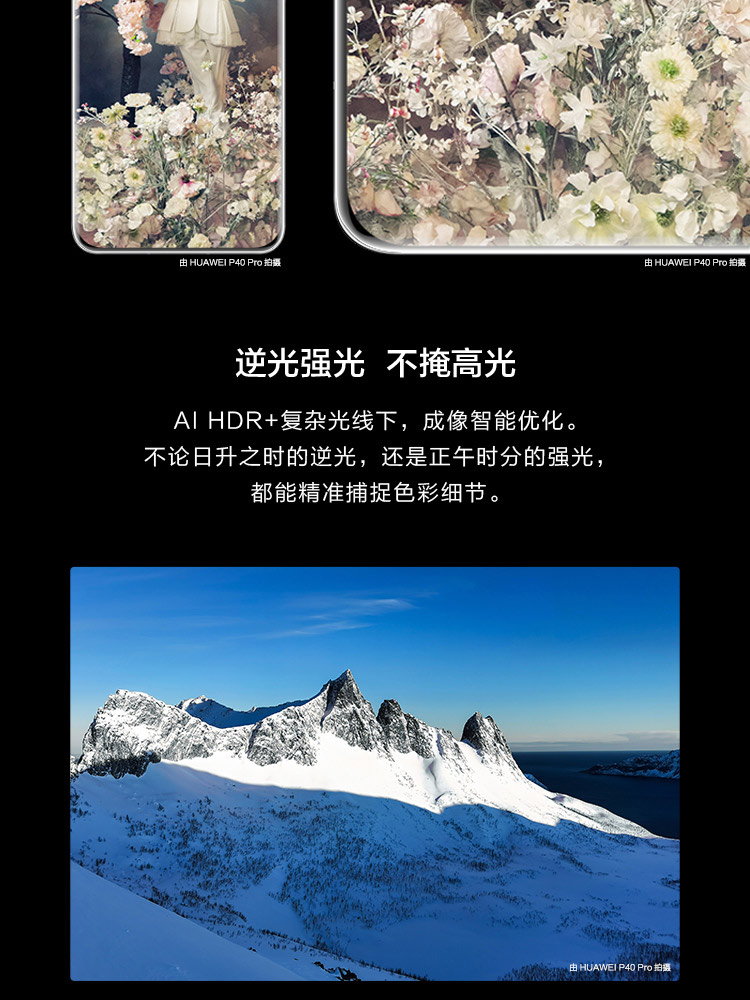 由 HUAWEI P40 Pro 拍摄
由 HUAWEI P40 Pro 拍摄
逆光强光 不掩高光
AI HDR+复杂光线下，成像智能优化。
不论日升之时的逆光，还是正午时分的强光，
都能精准捕捉色彩细节。
由 HUAWEI P40 Pro 拍摄